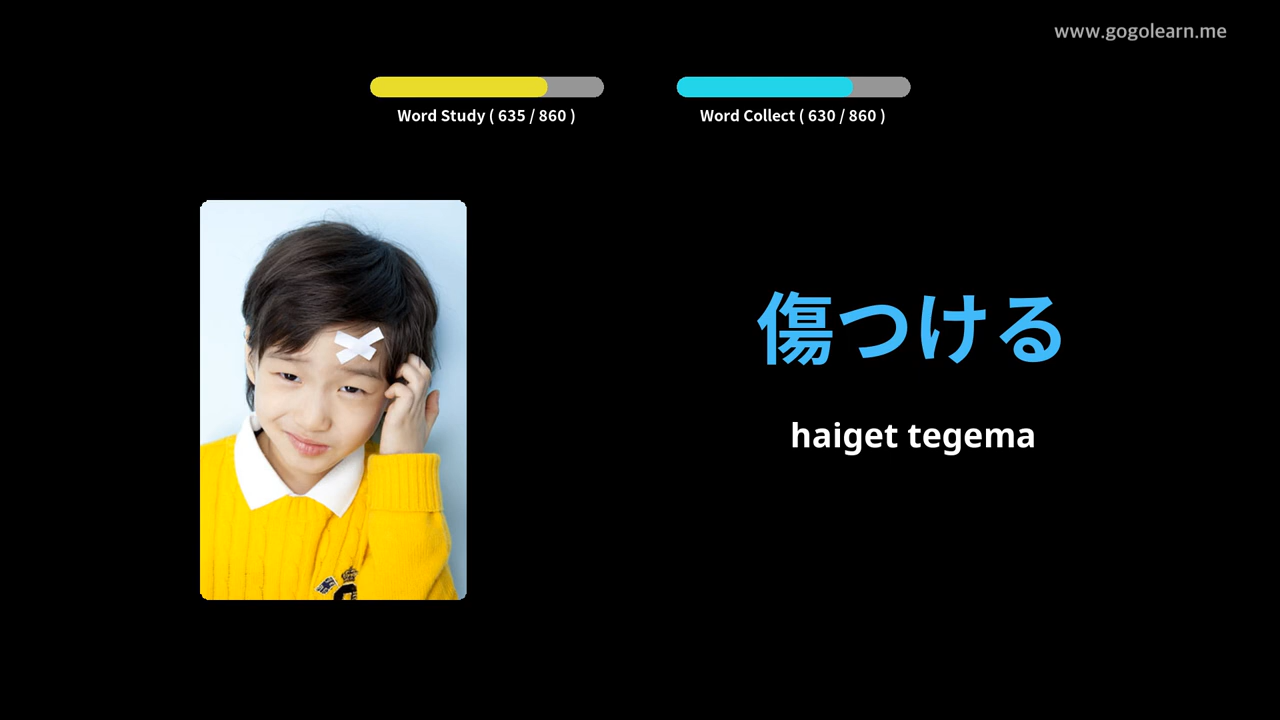 www.gogolearn.me
Word Study ( 635 / 860 )
Word Collect ( 630 / 860 )
傷つける
haiget tegema